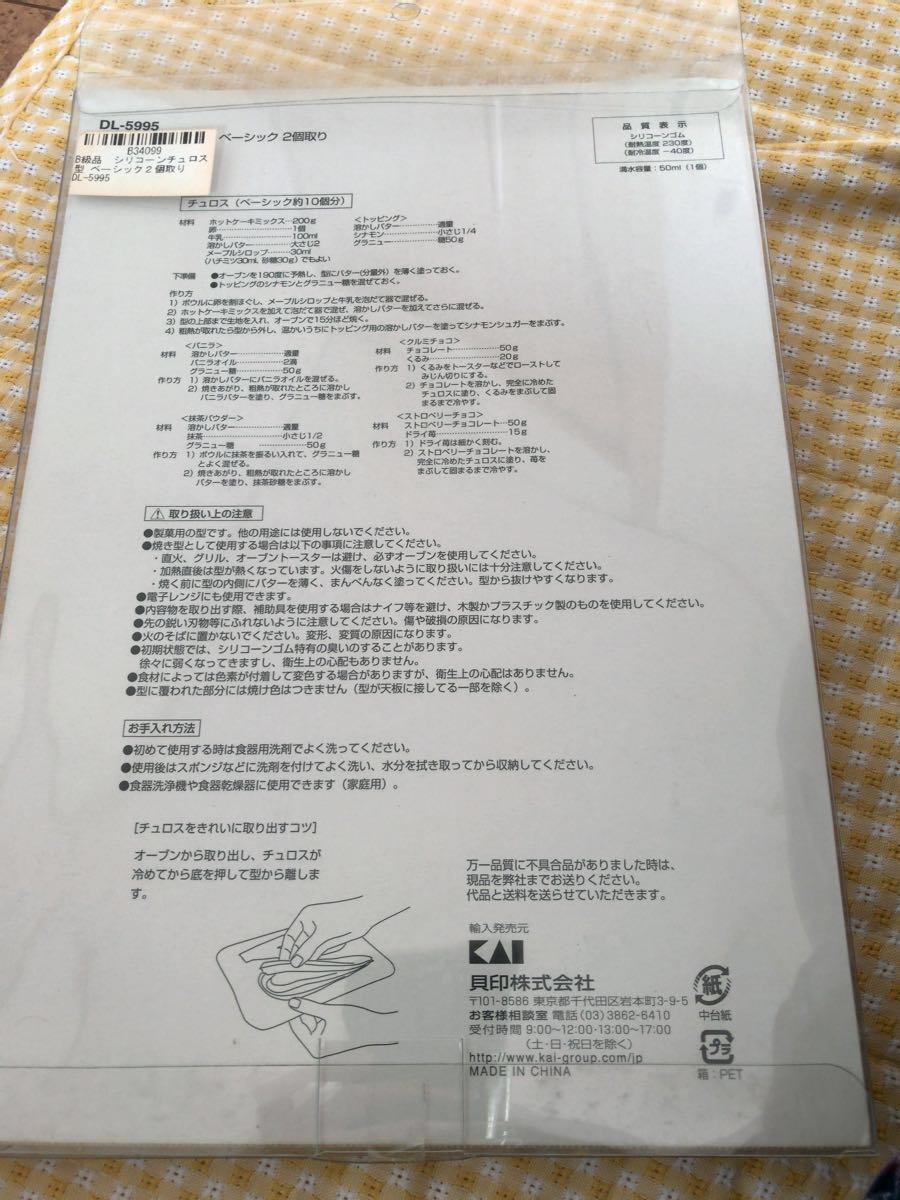 DL-5995
B34099
B級品 シリコーンチュロス
型 ベーシック2個取り
DL-5995
ベーシック 2個取り
品質表示
シリコーンゴム
(耐熱温度 230度)
(耐冷温度 -40度)
満水容量:50ml(1個)
チュロス(ベーシック約10個分)
材料 ホットケーキミックス…200g
卵……………………1個
牛乳…………………100ml
溶かしバター…………大さじ2
メープルシロップ………30ml
(ハチミツ30ml、砂糖30g)でもよい
<トッピング>
溶かしバター……………適量
シナモン…………小さじ1/4
グラニュー………糖50g
下準備 ●オーブンを190度に予熱し、型にバター(分量外)を薄く塗っておく。
●トッピングのシナモンとグラニュー糖を混ぜておく。
作り方
1) ボウルに卵を割ほぐし、メープルシロップと牛乳を泡だて器で混ぜる。
2) ホットケーキミックスを加えて泡だて器で混ぜ、溶かしバターを加えてさらに混ぜる。
3) 型の上部まで生地を入れ、オーブンで15分ほど焼く。
4) 粗熱が取れたら型から外し、温かいうちにトッピング用の溶かしバターを塗ってシナモンシュガーをまぶす。
<バニラ>
材料 溶かしバター……………適量
バニラオイル……………2滴
グラニュー糖……………50g
作り方 1) 溶かしバターにバニラオイルを混ぜる。
2) 焼きあがり、粗熱が取れたところに溶かし
バニラバターを塗り、グラニュー糖をまぶす。
<クルミチョコ>
材料 チョコレート……………50g
くるみ……………………20g
作り方 1) くるみをトースターなどでローストして
みじん切りにする。
2) チョコレートを溶かし、完全に冷めた
チュロスに塗り、くるみをまぶして固
まるまで冷やす。
<抹茶パウダー>
材料 溶かしバター……………適量
抹茶…………………小さじ1/2
グラニュー糖 ……………50g
作り方 1) ボウルに抹茶を振るい入れて、グラニュー糖
とよく混ぜる。
2) 焼きあがり、粗熱が取れたところに溶かし
バターを塗り、抹茶砂糖をまぶす。
<ストロベリーチョコ>
材料 ストロベリーチョコレート…50g
ドライ苺…………………15g
作り方 1) ドライ苺は細かく刻む。
2) ストロベリーチョコレートを溶かし、
完全に冷めたチュロスに塗り、苺を
まぶして固まるまで冷やす。
⚠ 取り扱い上の注意
●製菓用の型です。他の用途には使用しないでください。
●焼き型として使用する場合は以下の事項に注意してください。
・直火、グリル、オーブントースターは避け、必ずオーブンを使用してください。
・加熱直後は型が熱くなっています。火傷をしないように取り扱いには十分注意してください。
・焼く前に型の内側にバターを薄く、まんべんなく塗ってください。型から抜けやすくなります。
●電子レンジにも使用できます。
●内容物を取り出す際、補助具を使用する場合はナイフ等を避け、木製かプラスチック製のものを使用してください。
●先の鋭い刃物等にふれないように注意してください。傷や破損の原因になります。
●火のそばに置かないでください。変形、変質の原因になります。
●初期状態では、シリコーンゴム特有の臭いのすることがあります。
徐々に弱くなってきますし、衛生上の心配もありません。
●食材によっては色素が付着して変色する場合がありますが、衛生上の心配はありません。
●型に覆われた部分には焼け色はつきません(型が天板に接してる一部を除く)。
お手入れ方法
●初めて使用する時は食器用洗剤でよく洗ってください。
●使用後はスポンジなどに洗剤を付けてよく洗い、水分を拭き取ってから収納してください。
●食器洗浄機や食器乾燥器に使用できます(家庭用)。
[チュロスをきれいに取り出すコツ]
オーブンから取り出し、チュロスが
冷めてから底を押して型から離しま
す。
万一品質に不具合品がありました時は、
現品を弊社までお送りください。
代品と送料を送らせていただきます。
輸入発売元
KAI
貝印株式会社
〒101-8586 東京都千代田区岩本町3-9-5
お客様相談室 電話(03)3862-6410
受付時間 9:00~12:00・13:00~17:00
(土・日・祝日を除く)
http://www.kai-group.com/jp
MADE IN CHINA
紙
中台紙
プラ
箱:PET